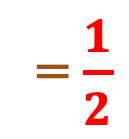 = 1/2